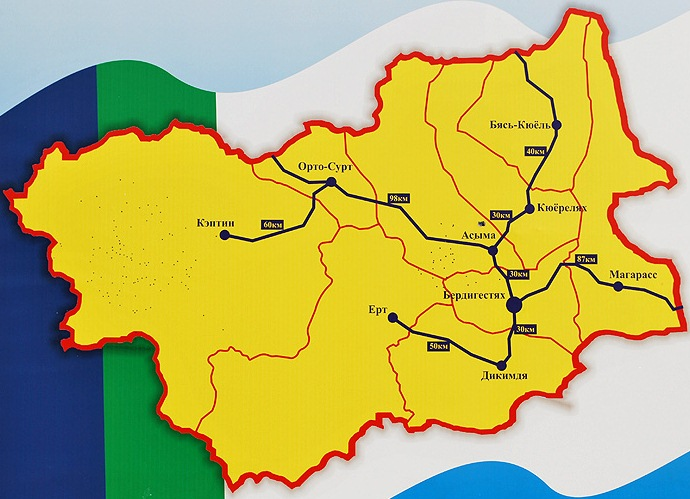 Бясь-Кюёль
40км
Орто-Сурт
98км
Кэптин
60км
30км
Кюёрелях
Асыма
30км
87км
Магарасс
Бердигестях
Ерт
30км
50км
Дикимдя